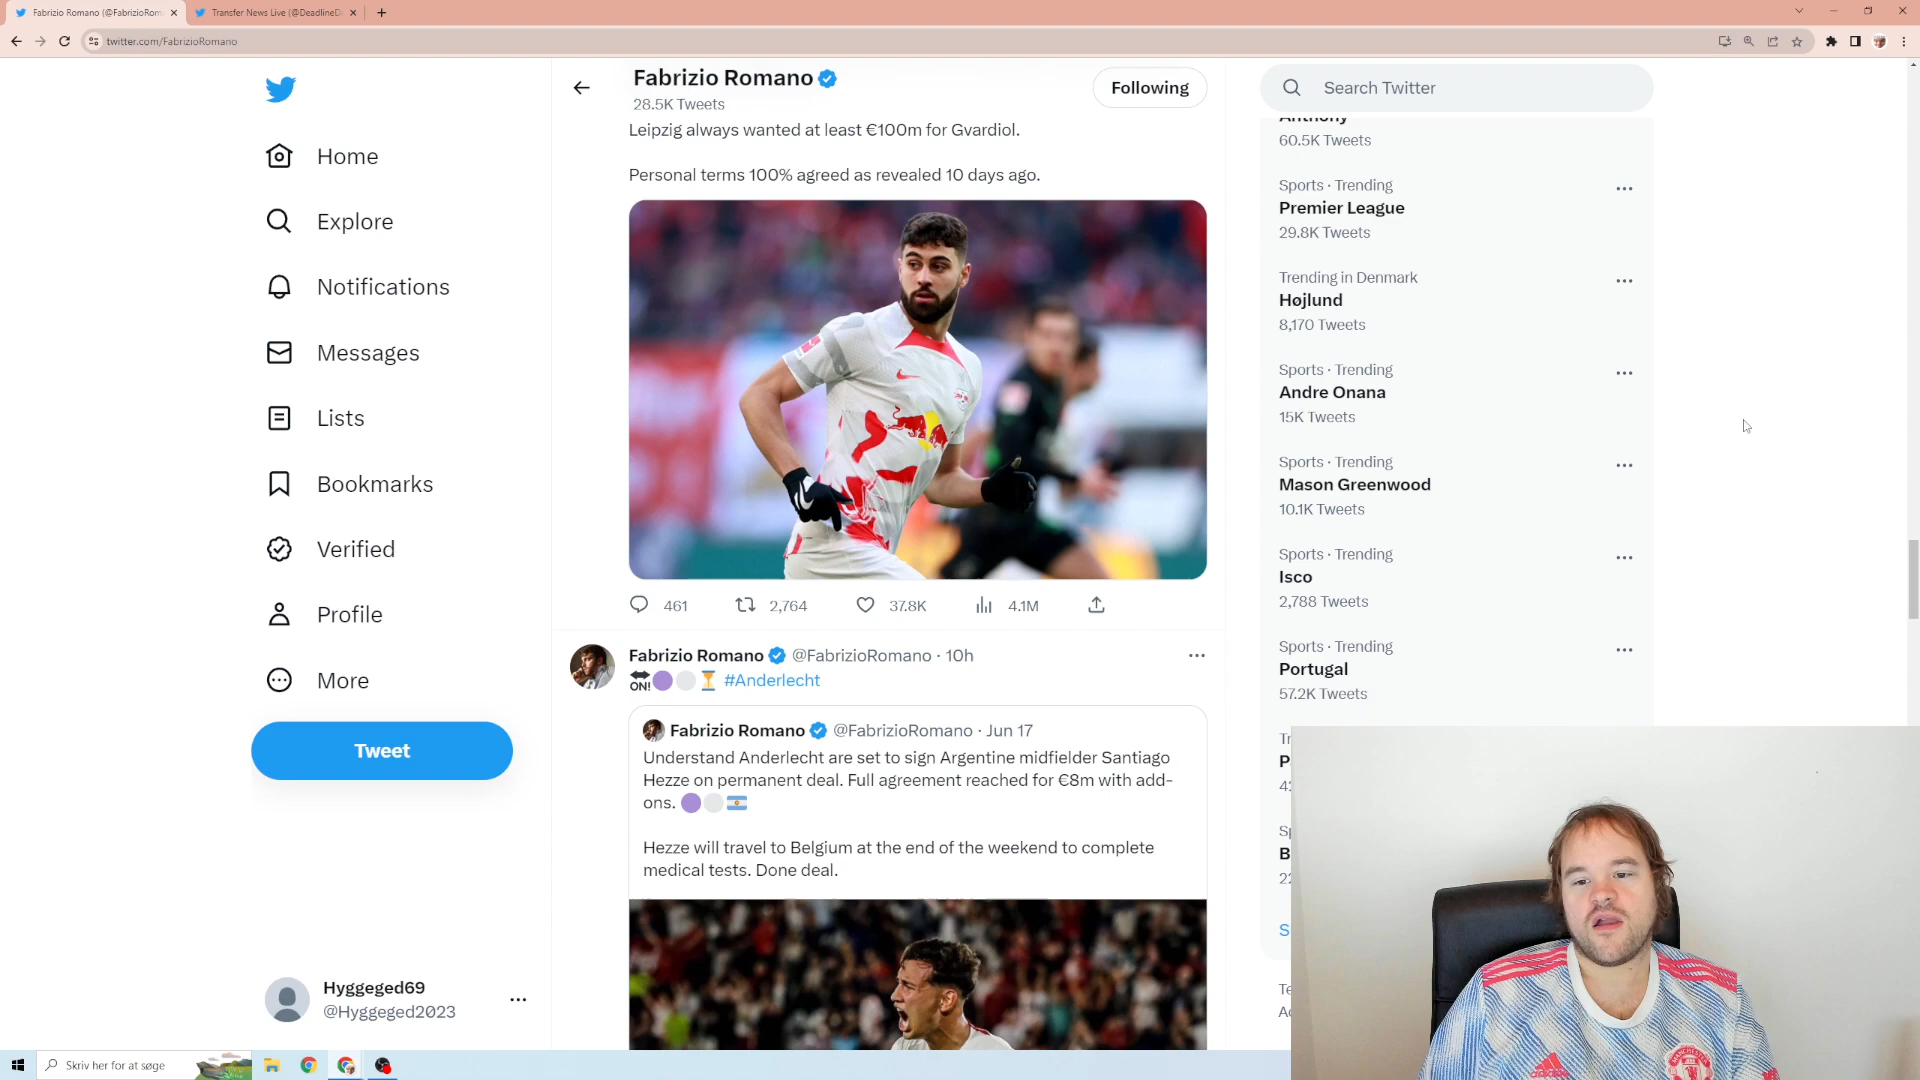 Fabrizio Romano (@FabrizioRom
Transfer News Live (@DeadlineD
twitter.com/FabrizioRomano
Home
Explore
Notifications
Messages
Lists
Bookmarks
Verified
Profile
More
Tweet
Hyggeged69
@Hyggeged2023
Fabrizio Romano
28.5K Tweets
Following
Leipzig always wanted at least €100m for Gvardiol.
Personal terms 100% agreed as revealed 10 days ago.
461 2,764 37.8K 4.1M
Fabrizio Romano @FabrizioRomano · 10h
ON! #Anderlecht
Fabrizio Romano @FabrizioRomano · Jun 17
Understand Anderlecht are set to sign Argentine midfielder Santiago
Hezze on permanent deal. Full agreement reached for €8m with add-
ons.
Hezze will travel to Belgium at the end of the weekend to complete
medical tests. Done deal.
Search Twitter
Anthony
60.5K Tweets
Sports · Trending
Premier League
29.8K Tweets
Trending in Denmark
Højlund
8,170 Tweets
Sports · Trending
Andre Onana
15K Tweets
Sports · Trending
Mason Greenwood
10.1K Tweets
Sports · Trending
Isco
2,788 Tweets
Sports · Trending
Portugal
57.2K Tweets
MANCHESTER
Skriv her for at søge